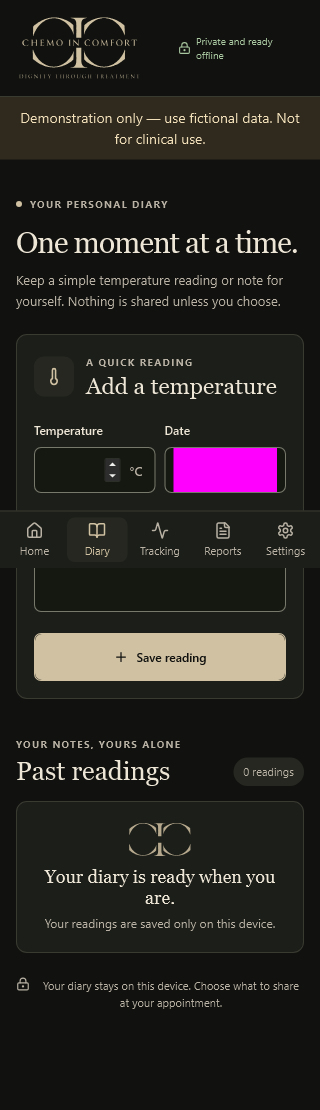 CHEMO IN COMFORT
DIGNITY THROUGH TREATMENT
Private and ready
offline
Demonstration only — use fictional data. Not
for clinical use.
YOUR PERSONAL DIARY
One moment at a time.
Keep a simple temperature reading or note for
yourself. Nothing is shared unless you choose.
A QUICK READING
Add a temperature
Temperature
Date
°C
Home
Diary
Tracking
Reports
Settings
Save reading
YOUR NOTES, YOURS ALONE
Past readings
0 readings
Your diary is ready when you
are.
Your readings are saved only on this device.
Your diary stays on this device. Choose what to share
at your appointment.